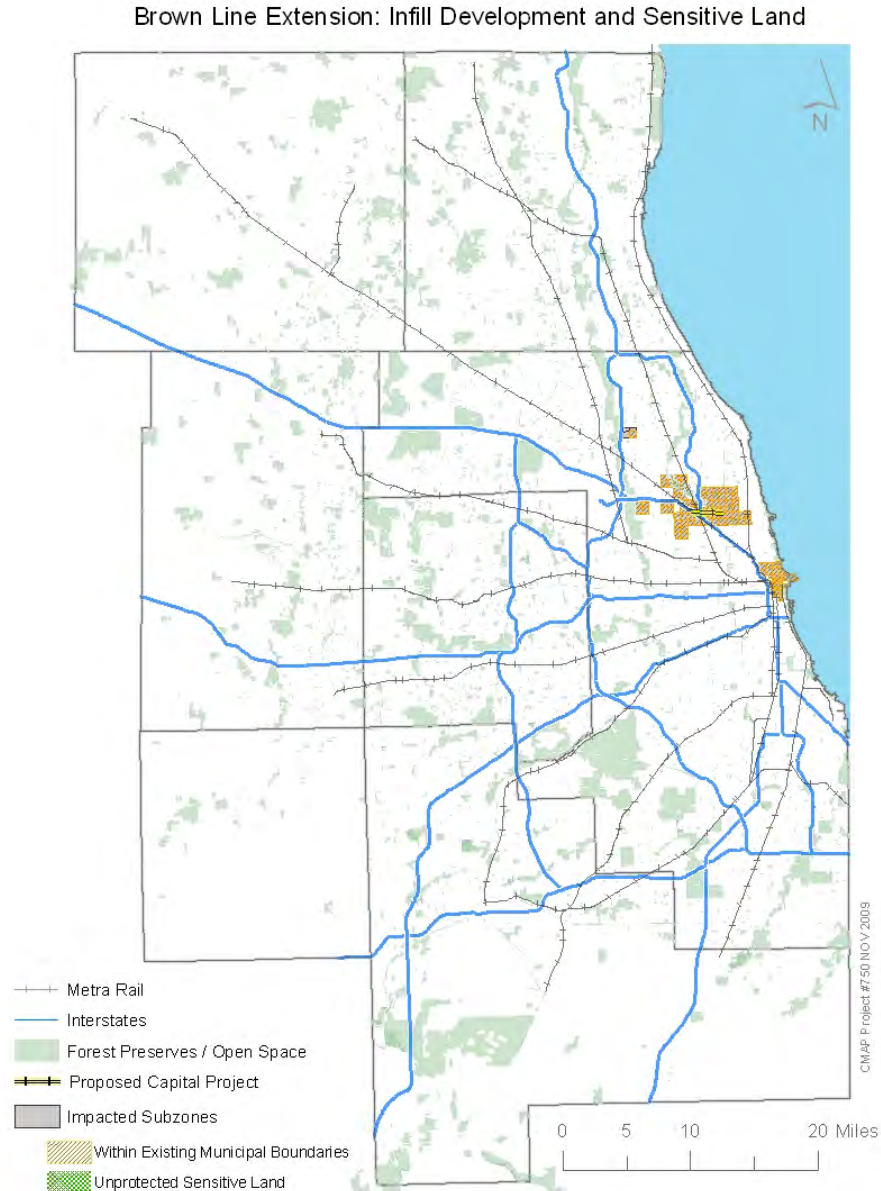 Brown Line Extension: Infill Development and Sensitive Land
N
CMAP Project #750 NOV 2009
Metra Rail
Interstates
Forest Preserves / Open Space
Proposed Capital Project
Impacted Subzones
Within Existing Municipal Boundaries
Unprotected Sensitive Land
0 5 10 20 Miles